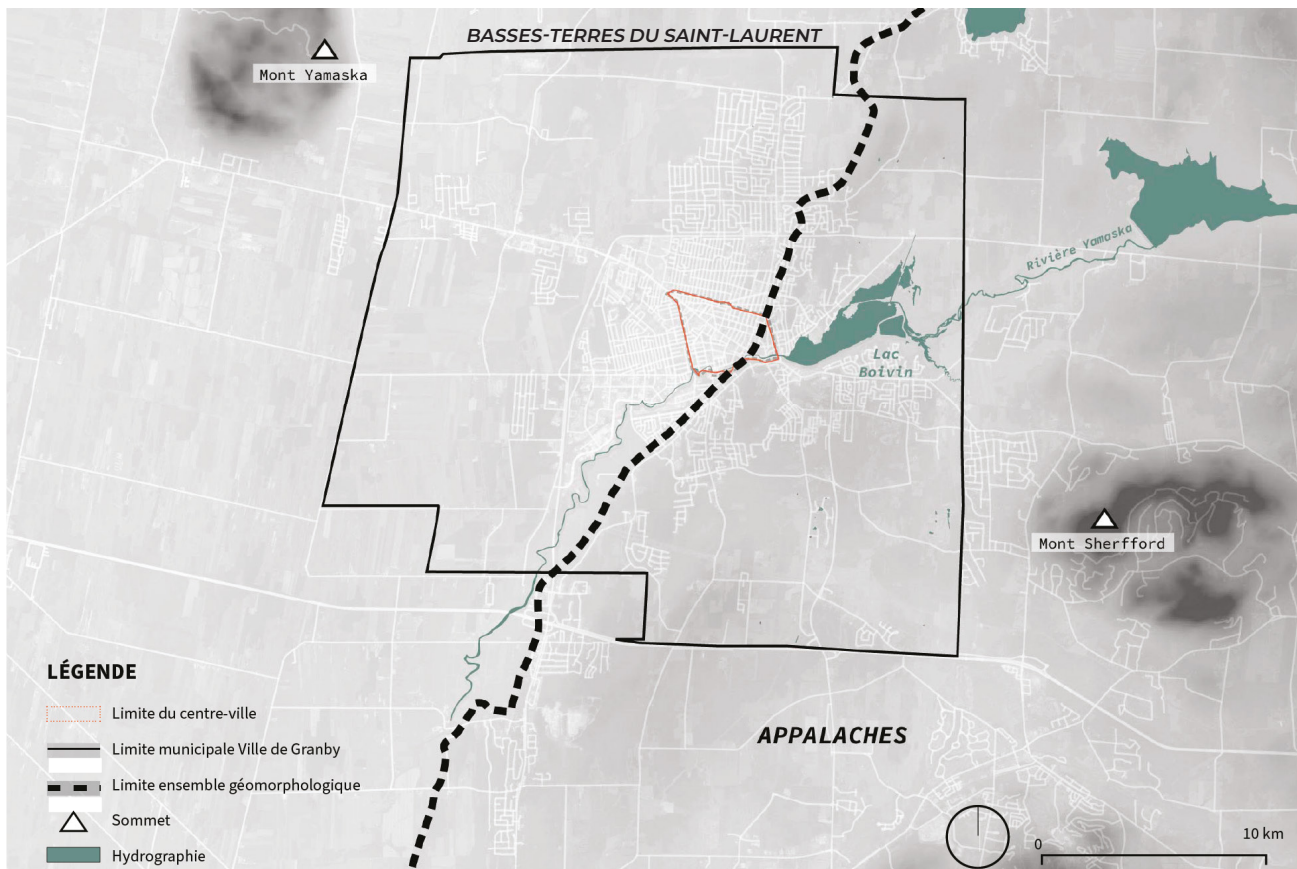 BASSES-TERRES DU SAINT-LAURENT
Mont Yamaska
Rivière Yamaska
Lac
Boivin
Mont Sherfford
APPALACHES
LÉGENDE
Limite du centre-ville
Limite municipale Ville de Granby
Limite ensemble géomorphologique
Sommet
Hydrographie
0
10 km